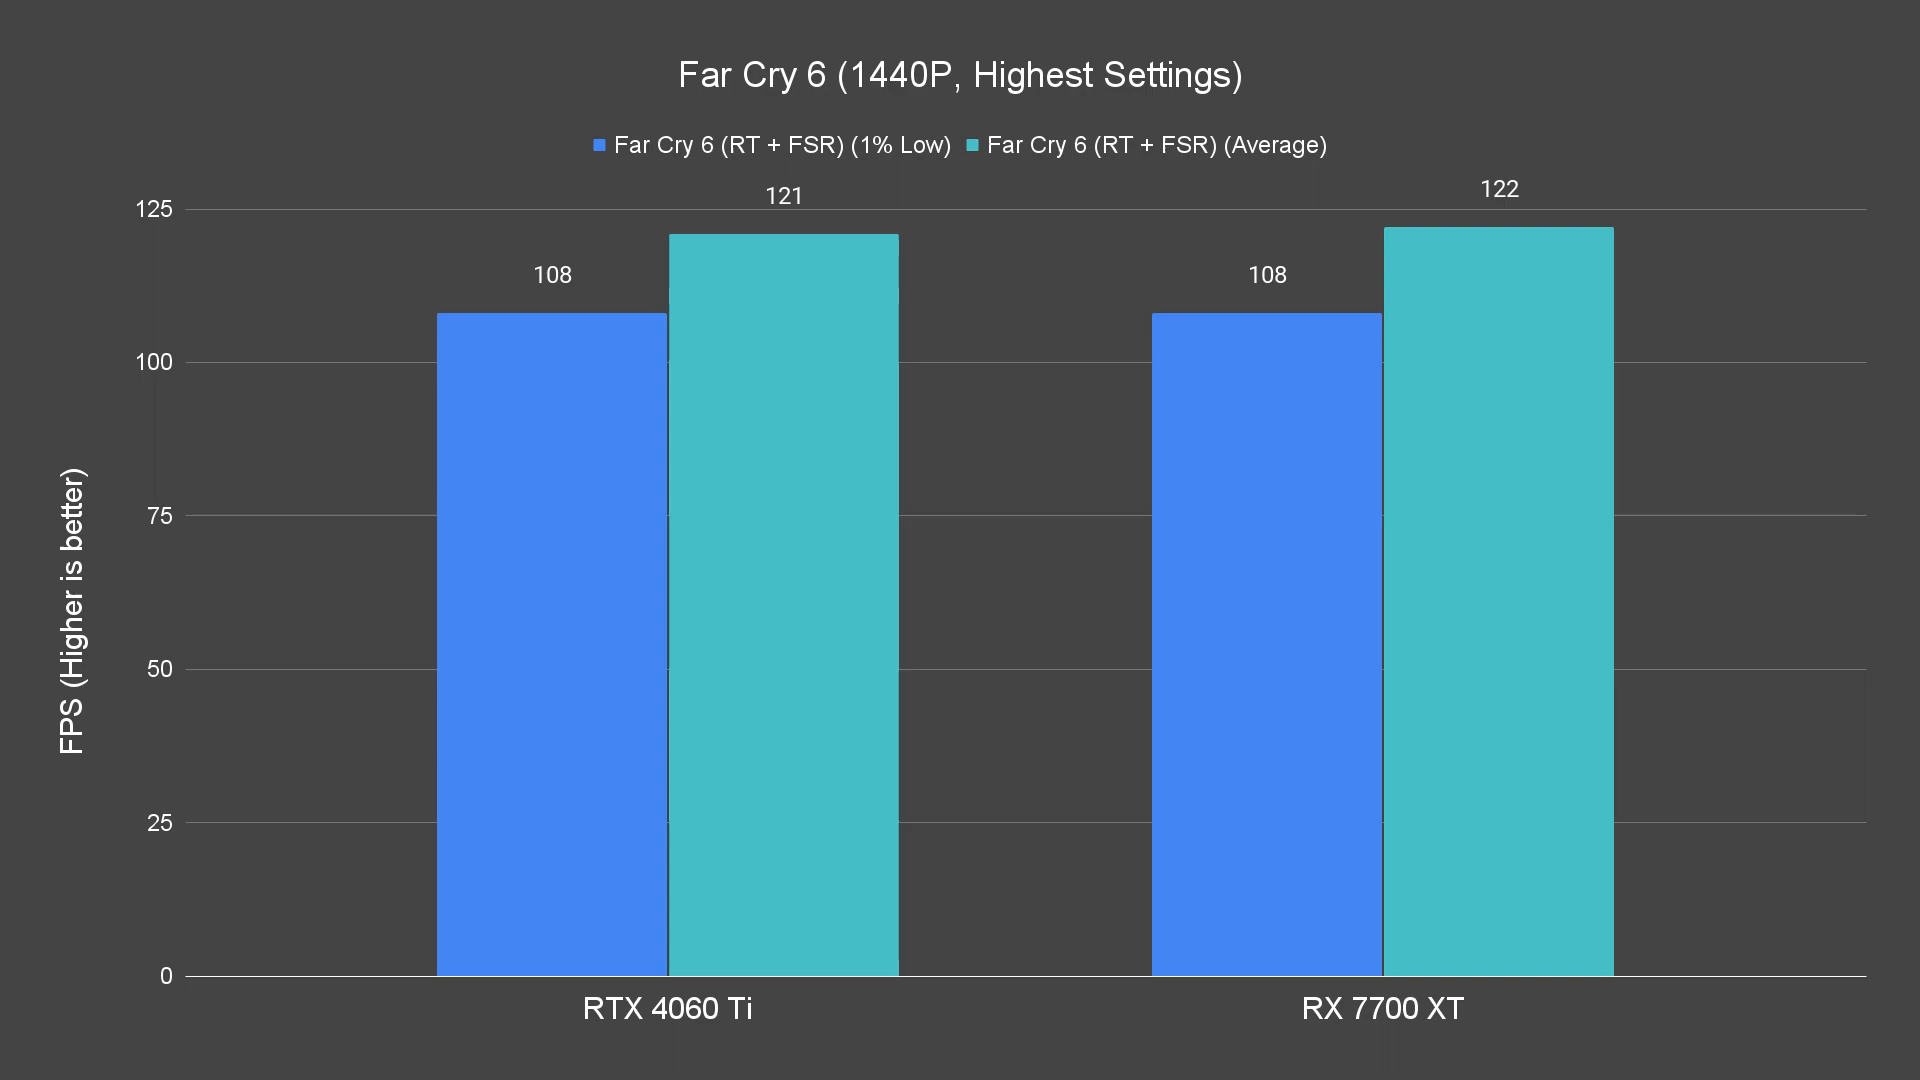 Far Cry 6 (1440P, Highest Settings)
Far Cry 6 (RT + FSR) (1% Low) Far Cry 6 (RT + FSR) (Average)
FPS (Higher is better)
125
100
75
50
25
0
108
121
108
122
RTX 4060 Ti
RX 7700 XT